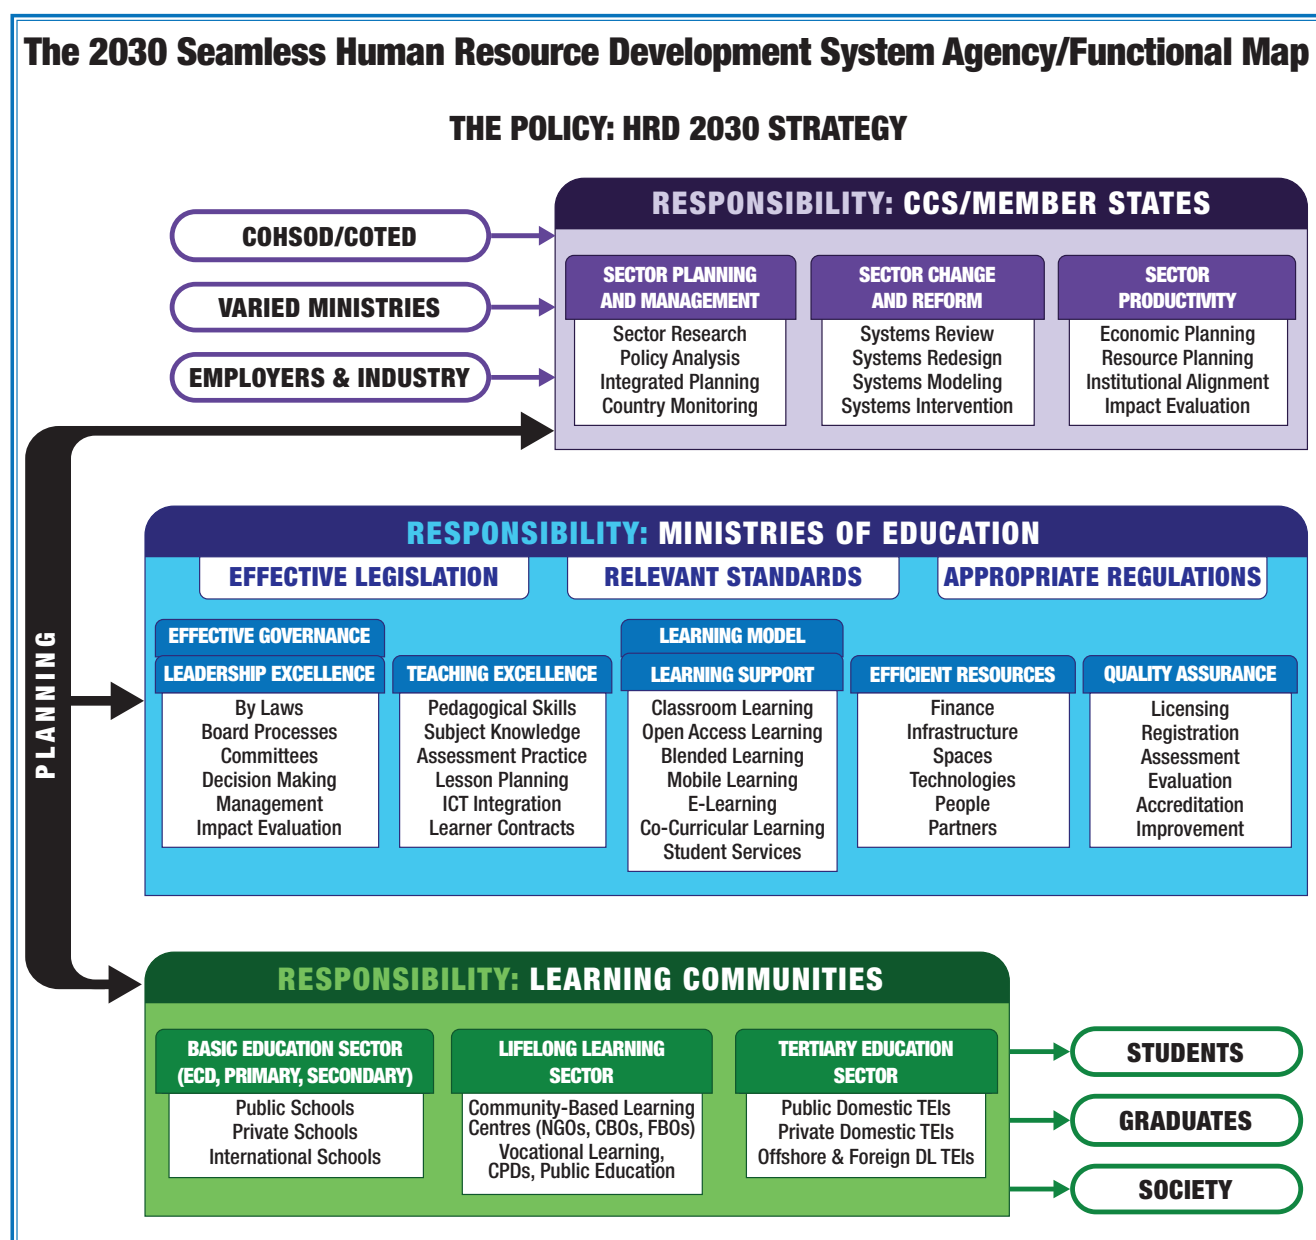 The 2030 Seamless Human Resource Development System Agency/Functional Map
THE POLICY: HRD 2030 STRATEGY
COHSOD/COTED
VARIED MINISTRIES
EMPLOYERS & INDUSTRY
RESPONSIBILITY: CCS/MEMBER STATES
SECTOR PLANNING
AND MANAGEMENT
Sector Research
Policy Analysis
Integrated Planning
Country Monitoring
SECTOR CHANGE
AND REFORM
Systems Review
Systems Redesign
Systems Modeling
Systems Intervention
SECTOR
PRODUCTIVITY
Economic Planning
Resource Planning
Institutional Alignment
Impact Evaluation
PLANNING
RESPONSIBILITY: MINISTRIES OF EDUCATION
EFFECTIVE LEGISLATION
RELEVANT STANDARDS
APPROPRIATE REGULATIONS
EFFECTIVE GOVERNANCE
LEADERSHIP EXCELLENCE
By Laws
Board Processes
Committees
Decision Making
Management
Impact Evaluation
TEACHING EXCELLENCE
Pedagogical Skills
Subject Knowledge
Assessment Practice
Lesson Planning
ICT Integration
Learner Contracts
LEARNING MODEL
LEARNING SUPPORT
Classroom Learning
Open Access Learning
Blended Learning
Mobile Learning
E-Learning
Co-Curricular Learning
Student Services
EFFICIENT RESOURCES
Finance
Infrastructure
Spaces
Technologies
People
Partners
QUALITY ASSURANCE
Licensing
Registration
Assessment
Evaluation
Accreditation
Improvement
RESPONSIBILITY: LEARNING COMMUNITIES
BASIC EDUCATION SECTOR
(ECD, PRIMARY, SECONDARY)
Public Schools
Private Schools
International Schools
LIFELONG LEARNING
SECTOR
Community-Based Learning
Centres (NGOs, CBOs, FBOs)
Vocational Learning,
CPDs, Public Education
TERTIARY EDUCATION
SECTOR
Public Domestic TEIs
Private Domestic TEIs
Offshore & Foreign DL TEIs
STUDENTS
GRADUATES
SOCIETY